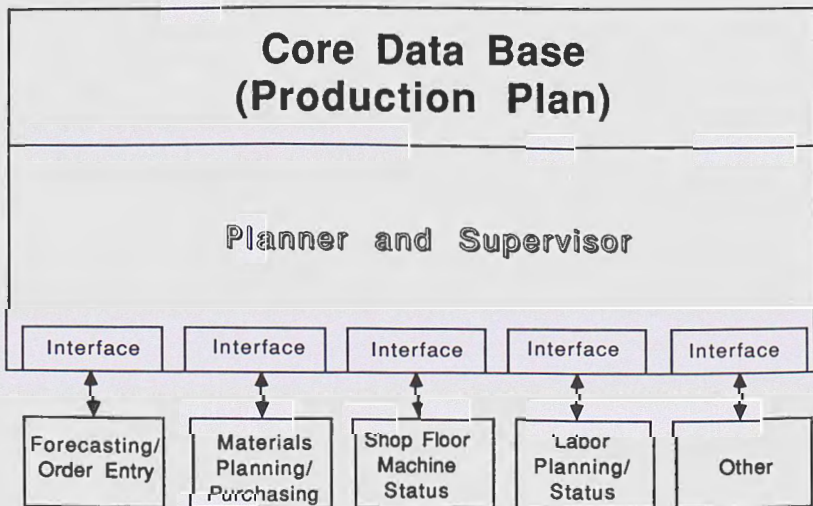 Core Data Base
(Production Plan)
Planner and Supervisor
Interface
Interface
Interface
Interface
Interface
Forecasting/
Order Entry
Materials
Planning/
Purchasing
Shop Floor
Machine
Status
Labor
Planning/
Status
Other